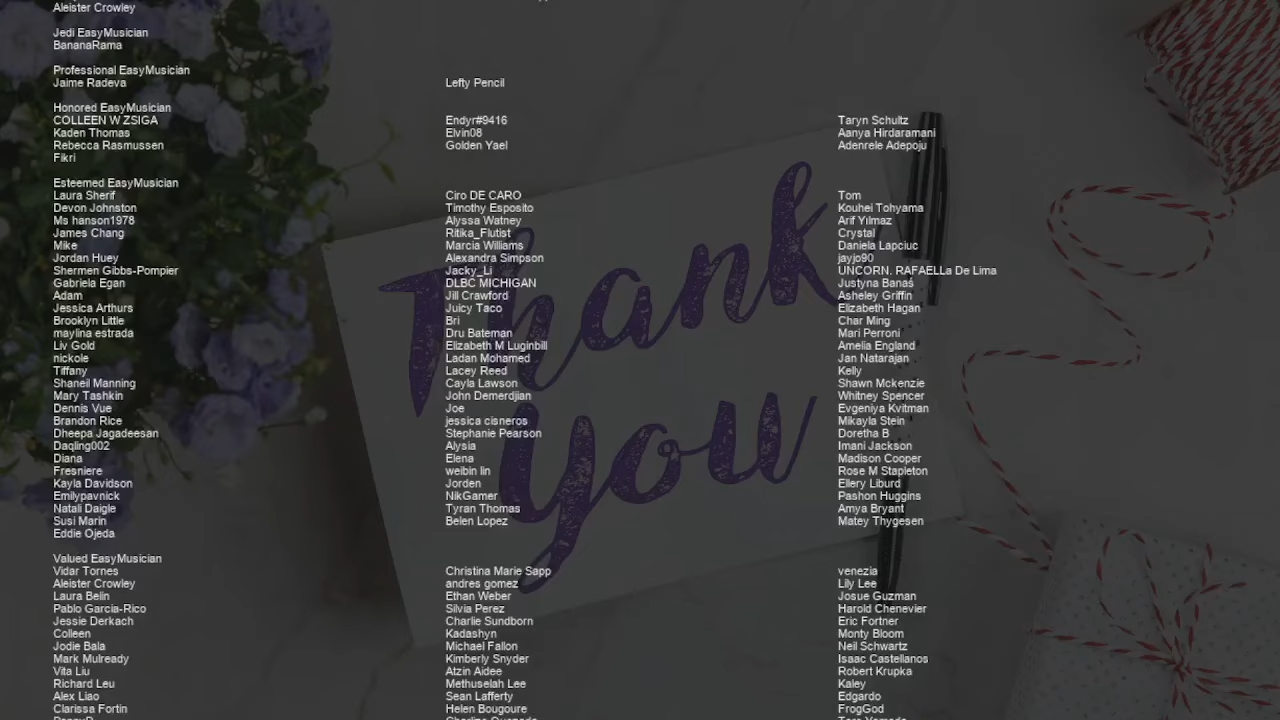 Aleister Crowley
Jedi EasyMusician
BananaRama
Professional EasyMusician
Jaime Radeva
Lefty Pencil
Honored EasyMusician
COLLEEN W ZSIGA
Endyr#9416
Taryn Schultz
Kaden Thomas
Elvin08
Aanya Hirdaramani
Rebecca Rasmussen
Golden Yael
Adenrele Adepoju
Fikri
Esteemed EasyMusician
Laura Sherif
Ciro DE CARO
Tom
Devon Johnston
Timothy Esposito
Kouhei Tohyama
Ms hanson1978
Alyssa Watney
Arif Yılmaz
James Chang
Ritika_Flutist
Crystal
Mike
Marcia Williams
Daniela Lapciuc
Jordan Huey
Alexandra Simpson
jayjo90
Shermen Gibbs-Pompier
Jacky_Li
UNCORN. RAFAELLa De Lima
Gabriela Egan
DLBC MICHIGAN
Justyna Banaś
Adam
Jill Crawford
Asheley Griffin
Jessica Arthurs
Juicy Taco
Elizabeth Hagan
Brooklyn Little
Bri
Char Ming
maylina estrada
Dru Bateman
Mari Perroni
Liv Gold
Elizabeth M Luginbill
Amelia England
nickole
Ladan Mohamed
Jan Natarajan
Tiffany
Lacey Reed
Kelly
Shaneil Manning
Cayla Lawson
Shawn Mckenzie
Mary Tashkin
John Demerdjian
Whitney Spencer
Dennis Vue
Joe
Evgeniya Kvitman
Brandon Rice
jessica cisneros
Mikayla Stein
Dheepa Jagadeesan
Stephanie Pearson
Doretha B
Daqling002
Alysia
Imani Jackson
Diana
Elena
Madison Cooper
Fresniere
weibin lin
Rose M Stapleton
Kayla Davidson
Jorden
Ellery Liburd
Emilypavnick
NikGamer
Pashon Huggins
Natali Daigle
Tyran Thomas
Amya Bryant
Susi Marin
Belen Lopez
Matey Thygesen
Eddie Ojeda
Valued EasyMusician
Vidar Tornes
Christina Marie Sapp
venezia
Aleister Crowley
andres gomez
Lily Lee
Laura Belin
Ethan Weber
Josue Guzman
Pablo Garcia-Rico
Silvia Perez
Harold Chenevier
Jessie Derkach
Charlie Sundborn
Eric Fortner
Colleen
Kadashyn
Monty Bloom
Jodie Bala
Michael Fallon
Neil Schwartz
Mark Mulready
Kimberly Snyder
Isaac Castellanos
Vita Liu
Atzin Aidee
Robert Krupka
Richard Leu
Methuselah Lee
Kaley
Alex Liao
Sean Lafferty
Edgardo
Clarissa Fortin
Helen Bougoure
FrogGod
Thank
you